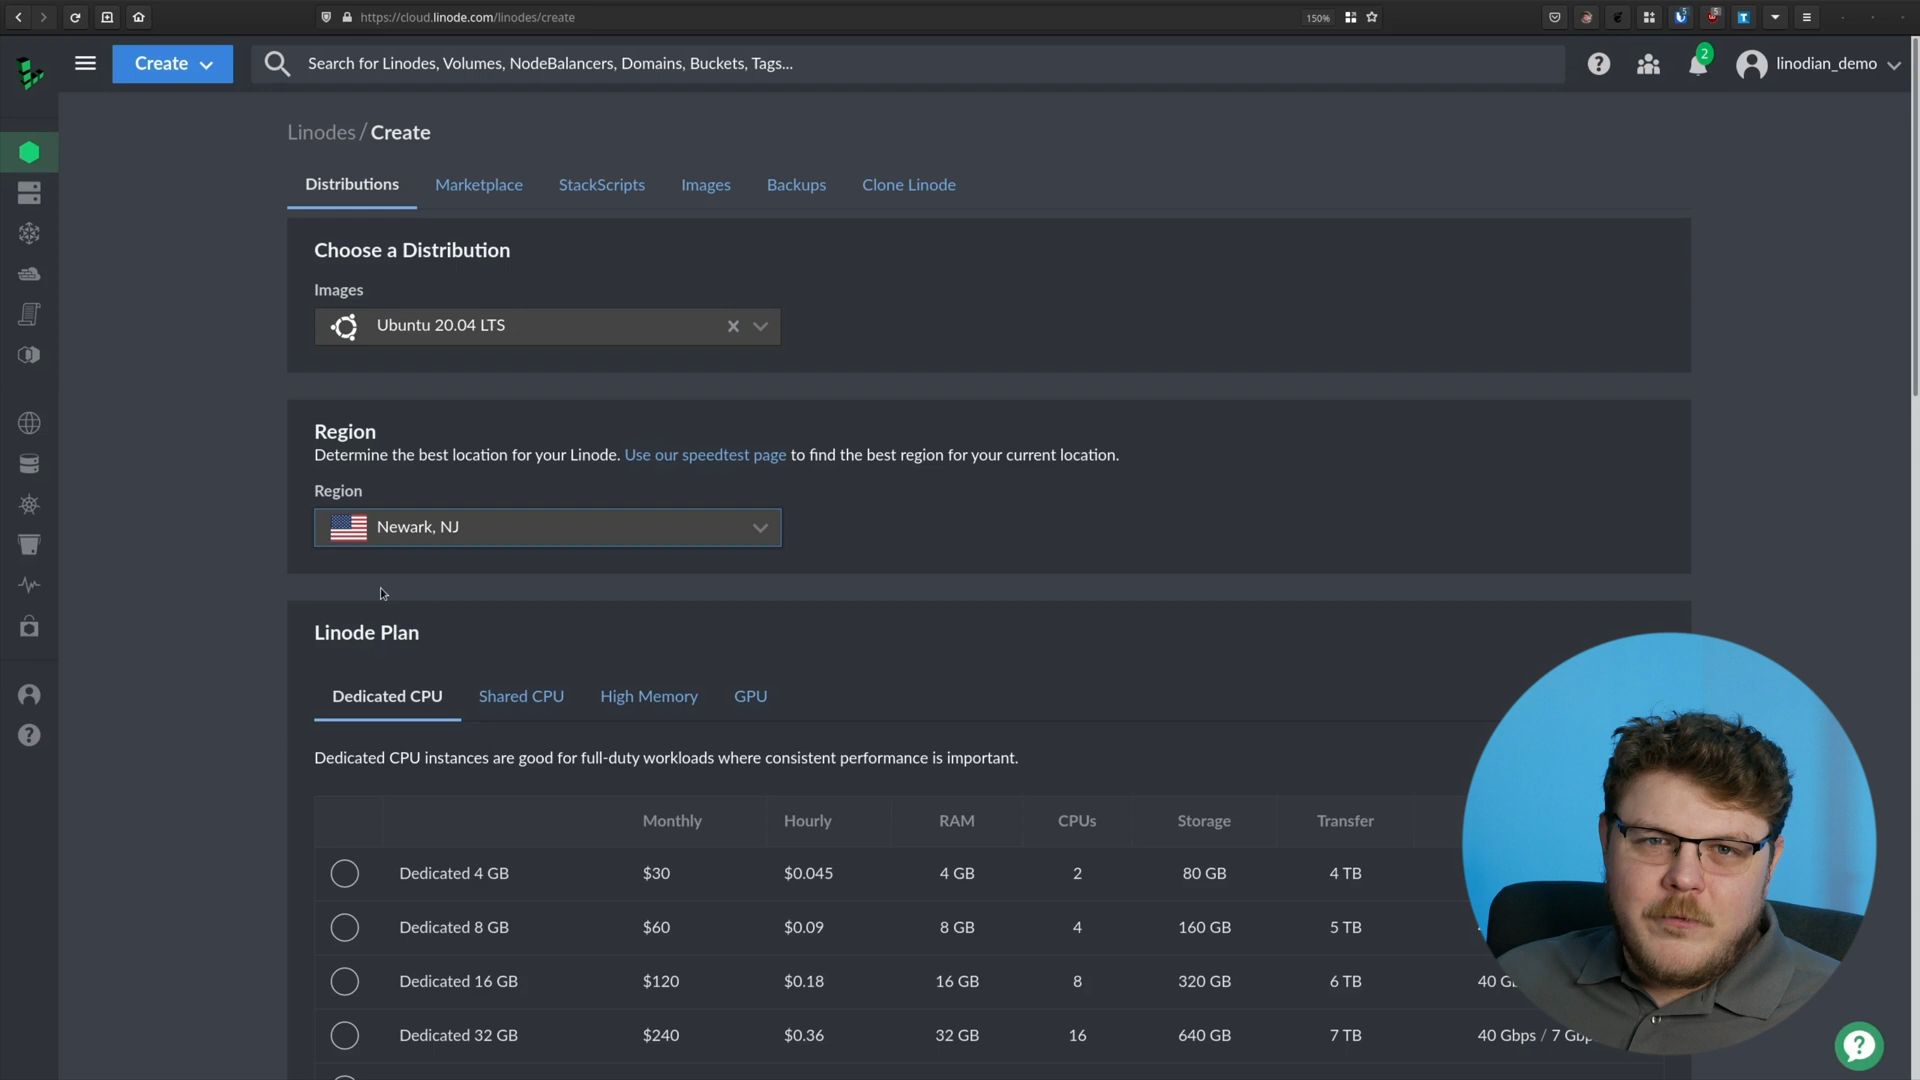 https://cloud.linode.com/linodes/create
150%
5
5
T
Create
Search for Linodes, Volumes, NodeBalancers, Domains, Buckets, Tags...
2
linodian_demo
Linodes / Create
Distributions
Marketplace
StackScripts
Images
Backups
Clone Linode
Choose a Distribution
Images
Ubuntu 20.04 LTS
Region
Determine the best location for your Linode. Use our speedtest page to find the best region for your current location.
Region
Newark, NJ
Linode Plan
Dedicated CPU
Shared CPU
High Memory
GPU
Dedicated CPU instances are good for full-duty workloads where consistent performance is important.
Monthly Hourly RAM CPUs Storage Transfer
Dedicated 4 GB $30 $0.045 4 GB 2 80 GB 4 TB
Dedicated 8 GB $60 $0.09 8 GB 4 160 GB 5 TB
Dedicated 16 GB $120 $0.18 16 GB 8 320 GB 6 TB 40
Dedicated 32 GB $240 $0.36 32 GB 16 640 GB 7 TB 40 Gbps / 7